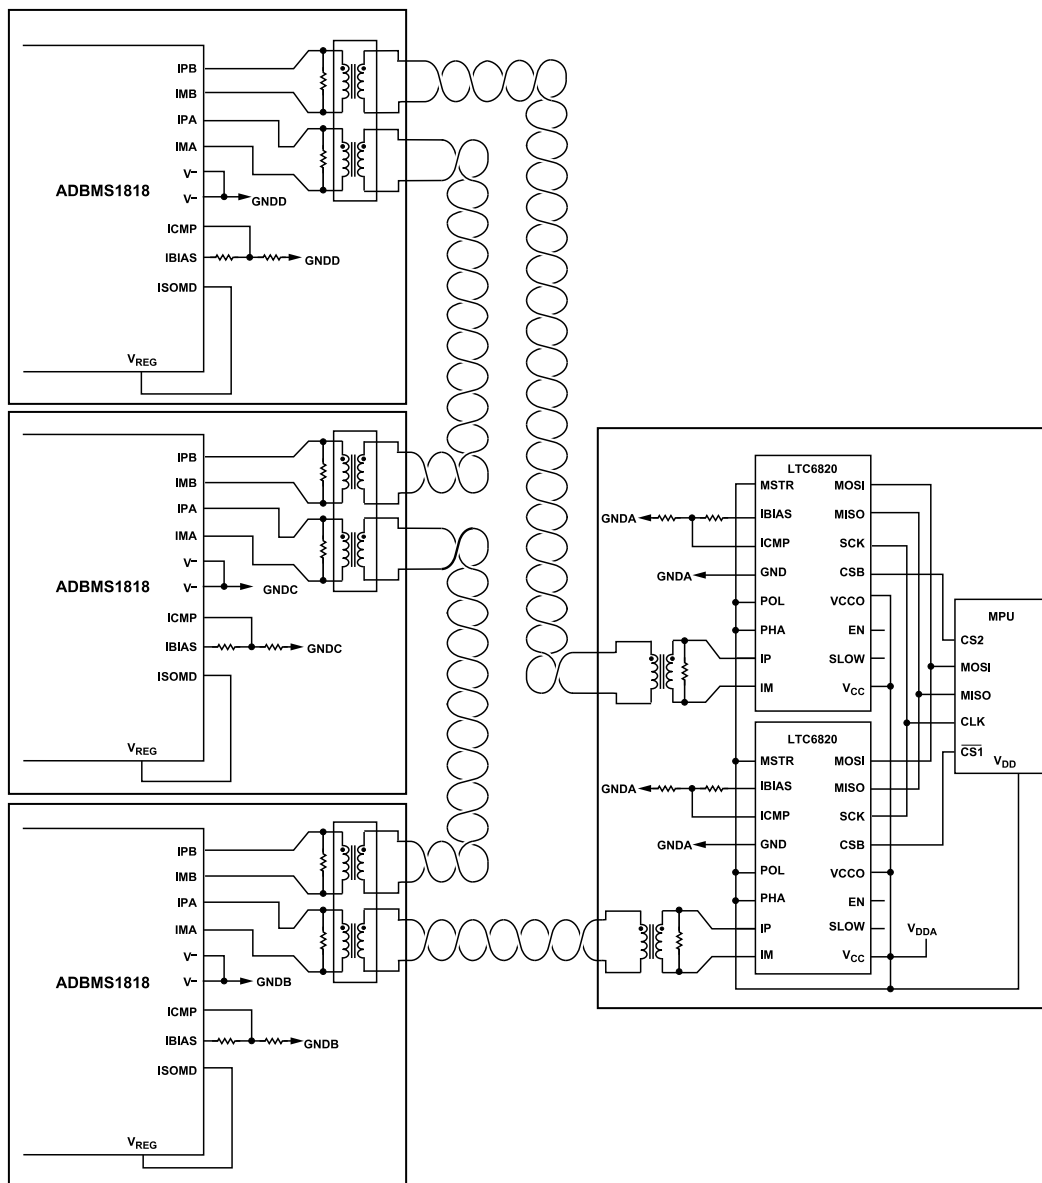 IPB
IMB
IPA
IMA
V–
ADBMS1818
V–
GNDD
ICMP
IBIAS
GNDD
ISOMD
VREG
IPB
IMB
IPA
IMA
V–
ADBMS1818
V–
GNDC
ICMP
IBIAS
GNDC
ISOMD
VREG
IPB
IMB
IPA
IMA
V–
ADBMS1818
V–
GNDB
ICMP
IBIAS
GNDB
ISOMD
VREG
LTC6820
MSTR
MOSI
GNDA
IBIAS
MISO
ICMP
SCK
GNDA
GND
CSB
POL
VCCO
PHA
EN
IP
SLOW
IM
VCC
MPU
CS2
MOSI
MISO
CLK
CS1
VDD
LTC6820
MSTR
MOSI
GNDA
IBIAS
MISO
ICMP
SCK
GNDA
GND
CSB
POL
VCCO
PHA
EN
IP
SLOW
IM
VCC
VDDA